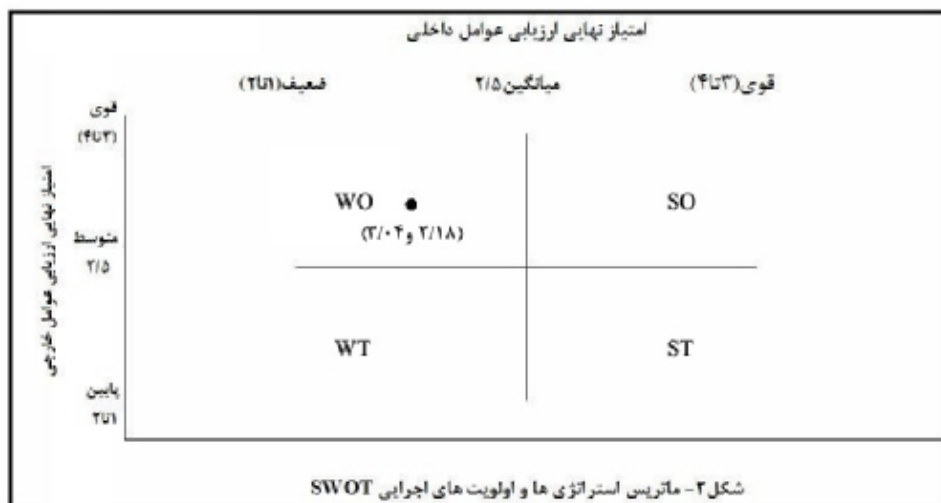 امتیاز نهایی ارزیابی عوامل داخلی
قوی(۳تا۴) میانگین۲/۵ ضعیف(۱تا۲)
امتیاز نهایی ارزیابی عوامل خارجی
قوی
(۳تا۴)
SO WO
(۲/۱۸ و۳/۰۴)
متوسط
۲/۵
ST WT
پایین
۱تا۲
شکل۲- ماتریس استراتژی ها و اولویت های اجرایی SWOT